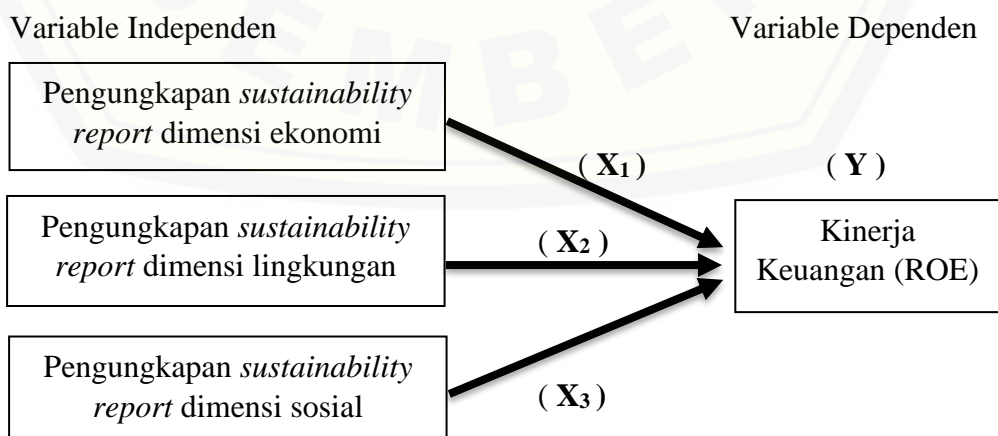 Variable Independen
Variable Dependen
Pengungkapan sustainability
report dimensi ekonomi
( X1 )
( Y )
Pengungkapan sustainability
report dimensi lingkungan
( X2 )
Kinerja
Keuangan (ROE)
Pengungkapan sustainability
report dimensi sosial
( X3 )